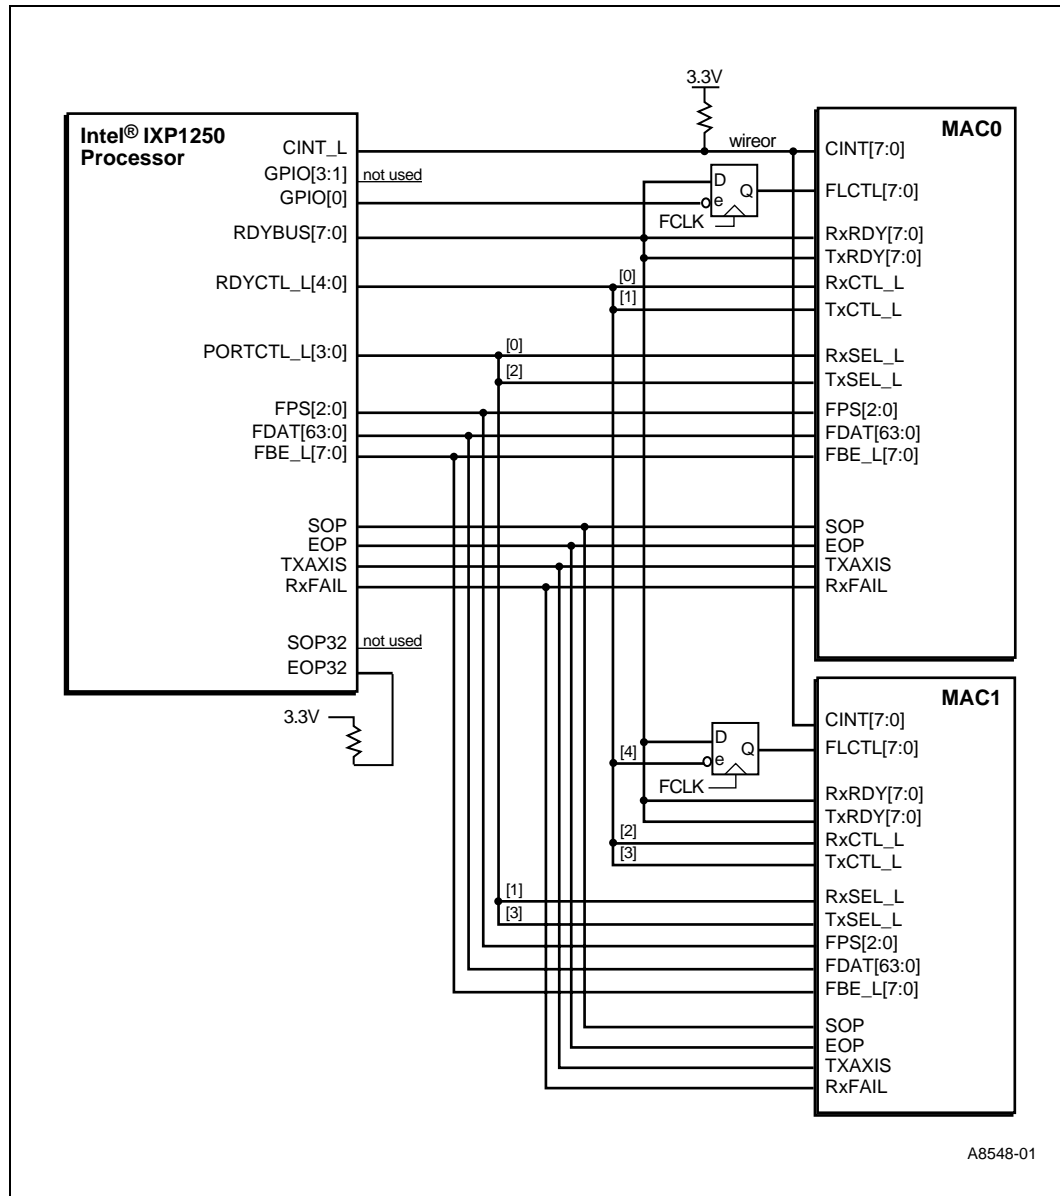 3.3V
Intel® IXP1250
Processor
CINT_L
GPIO[3:1]
not used
GPIO[0]
RDYBUS[7:0]
RDYCTL_L[4:0]
PORTCTL_L[3:0]
FPS[2:0]
FDAT[63:0]
FBE_L[7:0]
SOP
EOP
TXAXIS
RxFAIL
SOP32
not used
EOP32
3.3V
wireor
D
Q
e
FCLK
[0]
[1]
[0]
[2]
MAC0
CINT[7:0]
FLCTL[7:0]
RxRDY[7:0]
TxRDY[7:0]
RxCTL_L
TxCTL_L
RxSEL_L
TxSEL_L
FPS[2:0]
FDAT[63:0]
FBE_L[7:0]
SOP
EOP
TXAXIS
RxFAIL
D
Q
[4]
e
FCLK
[2]
[3]
[1]
[3]
MAC1
CINT[7:0]
FLCTL[7:0]
RxRDY[7:0]
TxRDY[7:0]
RxCTL_L
TxCTL_L
RxSEL_L
TxSEL_L
FPS[2:0]
FDAT[63:0]
FBE_L[7:0]
SOP
EOP
TXAXIS
RxFAIL
A8548-01